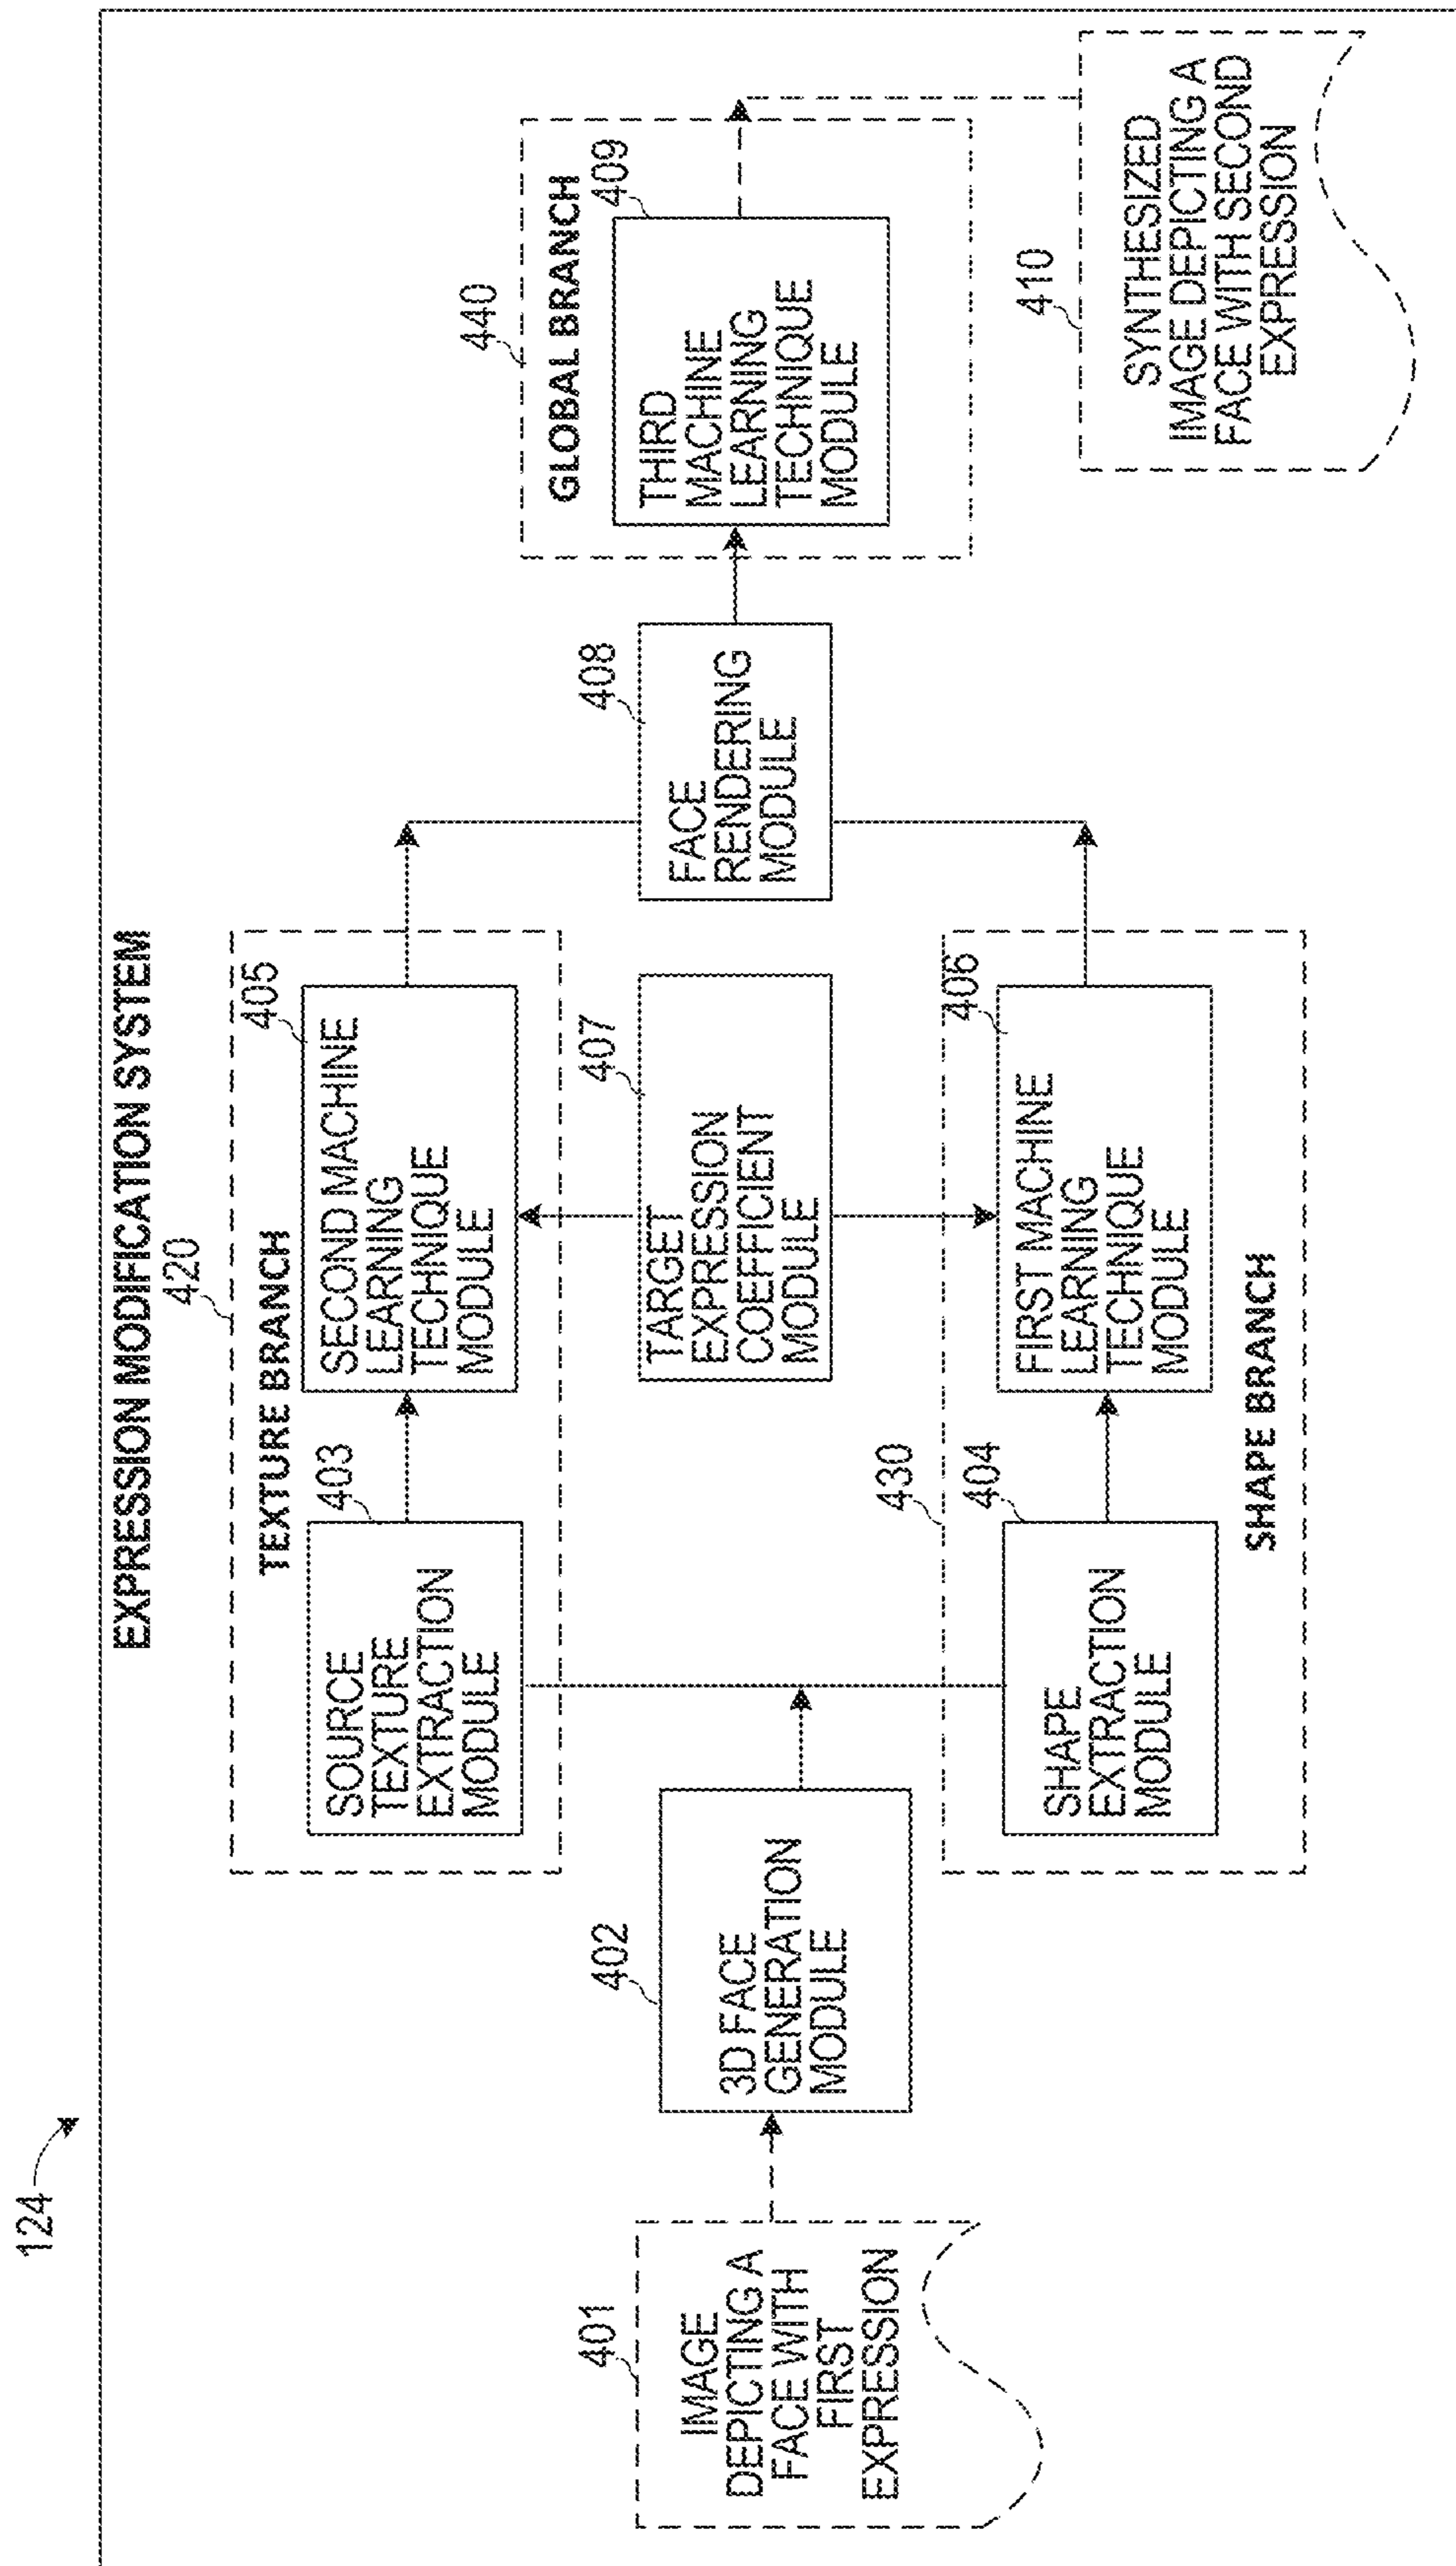 124
EXPRESSION MODIFICATION SYSTEM
420
TEXTURE BRANCH
403
SOURCE
TEXTURE
EXTRACTION
MODULE
405
SECOND MACHINE
LEARNING
TECHNIQUE
MODULE
401
IMAGE
DEPICTING A
FACE WITH
FIRST
EXPRESSION
402
3D FACE
GENERATION
MODULE
407
TARGET
EXPRESSION
COEFFICIENT
MODULE
408
FACE
RENDERING
MODULE
440
GLOBAL BRANCH
409
THIRD
MACHINE
LEARNING
TECHNIQUE
MODULE
430
404
SHAPE
EXTRACTION
MODULE
406
FIRST MACHINE
LEARNING
TECHNIQUE
MODULE
SHAPE BRANCH
410
SYNTHESIZED
IMAGE DEPICTING A
FACE WITH SECOND
EXPRESSION